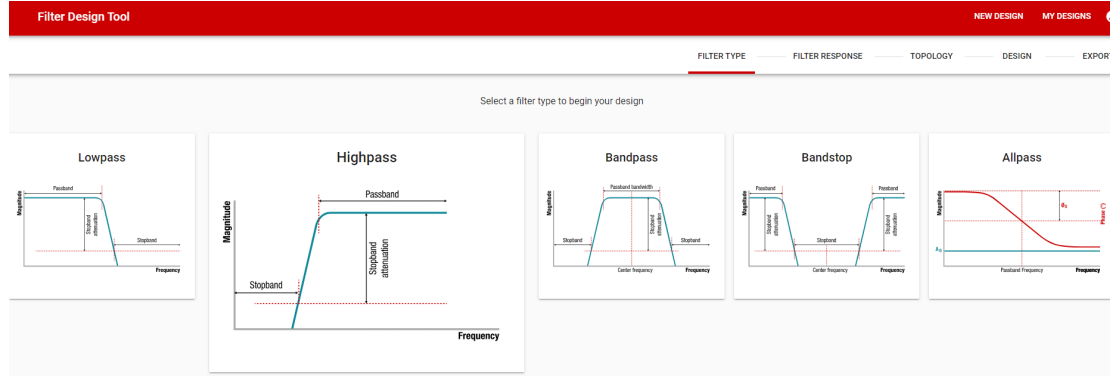 Filter Design Tool
NEW DESIGN MY DESIGNS
FILTER TYPE FILTER RESPONSE TOPOLOGY DESIGN EXPORT
Select a filter type to begin your design
Lowpass
Passband
Magnitude
Stopband
attenuation
Stopband
Frequency
Highpass
Passband
Magnitude
Stopband
attenuation
Stopband
Frequency
Bandpass
Passband bandwidth
Magnitude
Stopband
attenuation
Stopband
Stopband
Center frequency
Frequency
Bandstop
Passband
Passband
Magnitude
Stopband
attenuation
Stopband
Stopband
attenuation
Center frequency
Frequency
Allpass
Magnitude
Phase (°)
A₀
Passband Frequency
Frequency